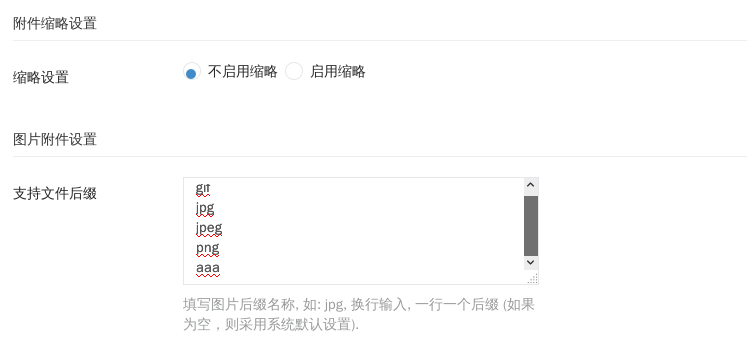 附件缩略设置
缩略设置
不启用缩略 启用缩略
图片附件设置
支持文件后缀
gif
jpg
jpeg
png
aaa
填写图片后缀名称, 如: jpg, 换行输入, 一行一个后缀 (如果
为空，则采用系统默认设置).